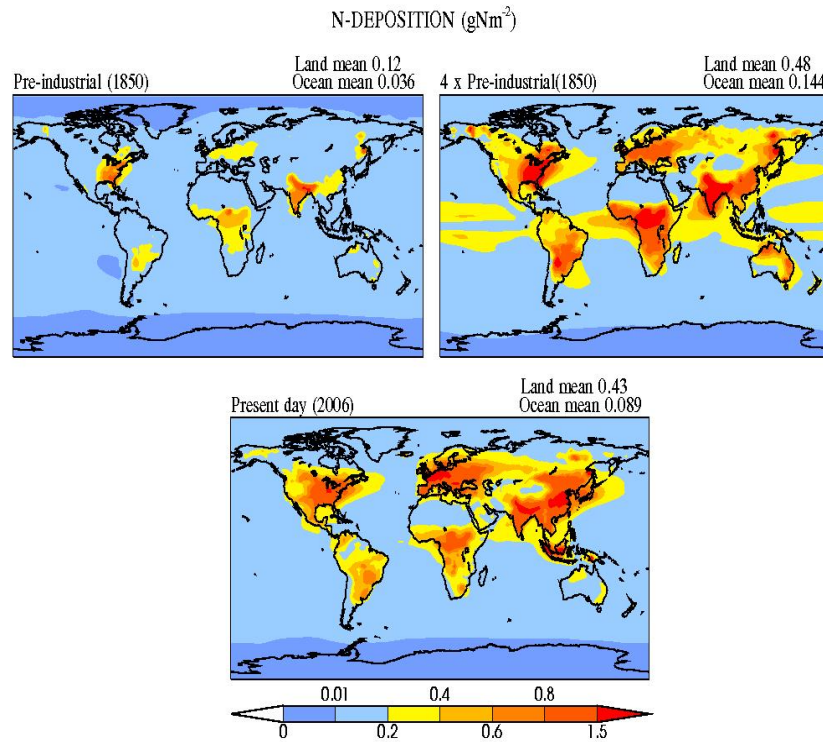 N-DEPOSITION (gNm-2)
Land mean 0.12
Pre-industrial (1850) Ocean mean 0.036
Land mean 0.48
4 x Pre-industrial(1850) Ocean mean 0.144
Land mean 0.43
Present day (2006) Ocean mean 0.089
0.01 0.4 0.8
0 0.2 0.6 1.5